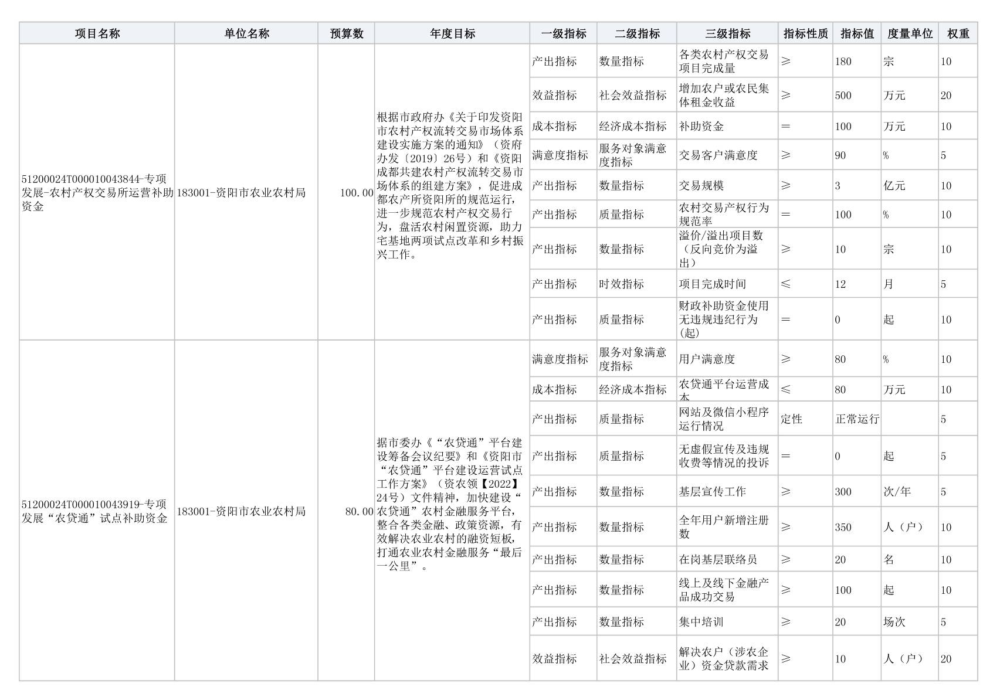 项目名称 单位名称 预算数 年度目标 一级指标 二级指标 三级指标 指标性质 指标值 度量单位 权重
51200024T000010043844-专项
发展-农村产权交易所运营补助
资金
183001-资阳市农业农村局
100.00
根据市政府办《关于印发资阳
市农村产权流转交易市场体系
建设实施方案的通知》（资府
办发〔2019〕26号）和《资阳
成都共建农村产权流转交易市
场体系的组建方案》，促进成
都农产所资阳所的规范运行，
进一步规范农村产权交易行
为，盘活农村闲置资源，助力
宅基地两项试点改革和乡村振
兴工作。
产出指标 数量指标 各类农村产权交易
项目完成量 ≥ 180 宗 10
效益指标 社会效益指标 增加农户或农民集
体租金收益 ≥ 500 万元 20
成本指标 经济成本指标 补助资金 ＝ 100 万元 10
满意度指标 服务对象满意
度指标 交易客户满意度 ≥ 90 % 5
产出指标 数量指标 交易规模 ≥ 3 亿元 10
产出指标 质量指标 农村交易产权行为
规范率 ＝ 100 % 10
产出指标 数量指标 溢价/溢出项目数
（反向竞价为溢
出） ≥ 10 宗 10
产出指标 时效指标 项目完成时间 ≤ 12 月 5
产出指标 质量指标 财政补助资金使用
无违规违纪行为
(起) ＝ 0 起 10
51200024T000010043919-专项
发展“农贷通”试点补助资金
183001-资阳市农业农村局
80.00
据市委办《“农贷通”平台建
设筹备会议纪要》和《资阳市
“农贷通”平台建设运营试点
工作方案》（资农领【2022】
24号）文件精神，加快建设“
农贷通”农村金融服务平台，
整合各类金融、政策资源，有
效解决农业农村的融资短板，
打通农业农村金融服务“最后
一公里”。
满意度指标 服务对象满意
度指标 用户满意度 ≥ 80 % 10
成本指标 经济成本指标 农贷通平台运营成
本 ≤ 80 万元 10
产出指标 质量指标 网站及微信小程序
运行情况 定性 正常运行 5
产出指标 质量指标 无虚假宣传及违规
收费等情况的投诉 ＝ 0 起 5
产出指标 数量指标 基层宣传工作 ≥ 300 次/年 5
产出指标 数量指标 全年用户新增注册
数 ≥ 350 人（户） 10
产出指标 数量指标 在岗基层联络员 ≥ 20 名 10
产出指标 数量指标 线上及线下金融产
品成功交易 ≥ 100 起 10
产出指标 数量指标 集中培训 ≥ 20 场次 5
效益指标 社会效益指标 解决农户（涉农企
业）资金贷款需求 ≥ 10 人（户） 20